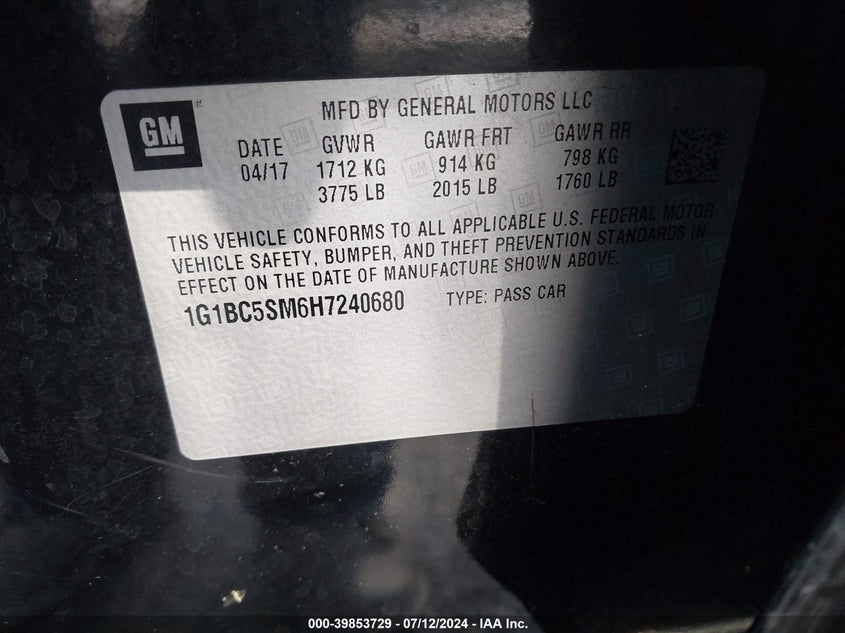 GM
MFD BY GENERAL MOTORS LLC
DATE GVWR GAWR FRT GAWR RR
04/17 1712 KG 914 KG 798 KG
3775 LB 2015 LB 1760 LB
THIS VEHICLE CONFORMS TO ALL APPLICABLE U.S. FEDERAL MOTOR
VEHICLE SAFETY, BUMPER, AND THEFT PREVENTION STANDARDS IN
EFFECT ON THE DATE OF MANUFACTURE SHOWN ABOVE.
1G1BC5SM6H7240680 TYPE: PASS CAR
000-39853729 - 07/12/2024 - IAA Inc.